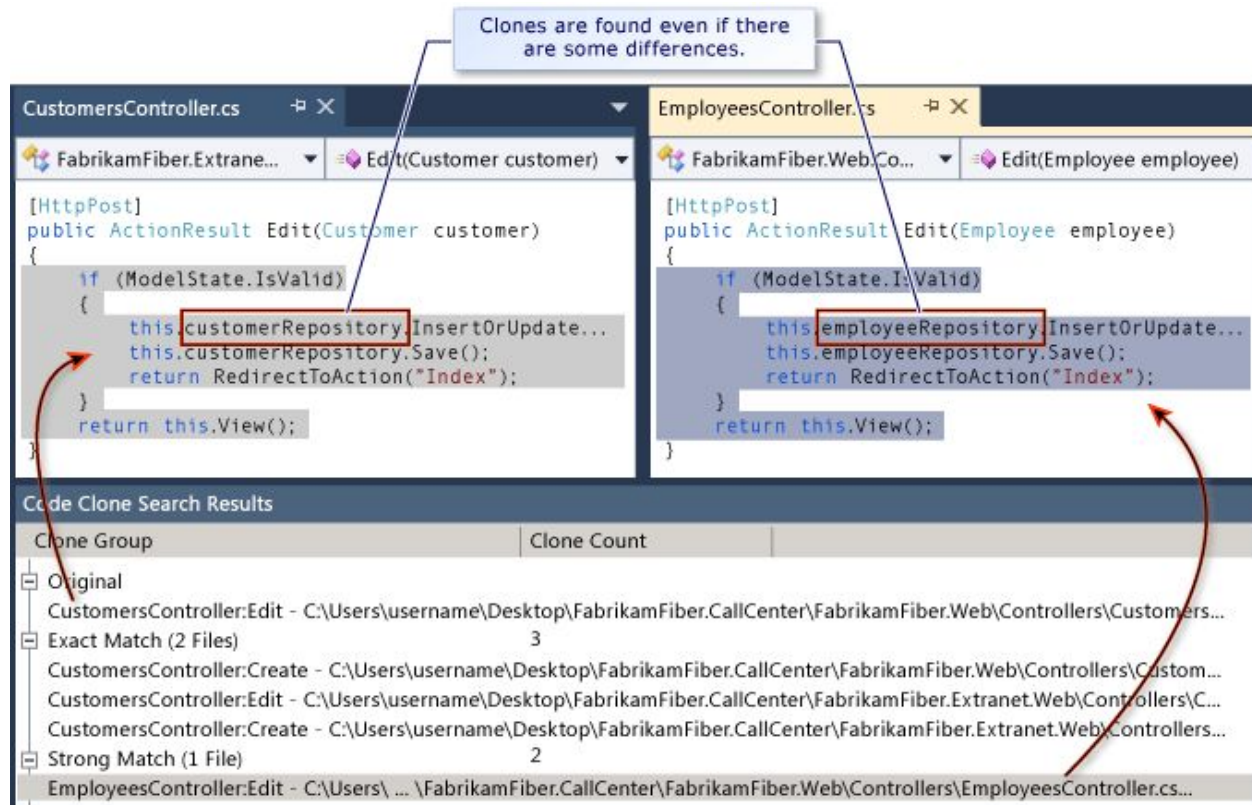 Clones are found even if there
are some differences.
CustomersController.cs
FabrikamFiber.Extrane...
Edit(Customer customer)
[HttpPost]
public ActionResult Edit(Customer customer)
{
if (ModelState.IsValid)
{
this.customerRepository.InsertOrUpdate...
this.customerRepository.Save();
return RedirectToAction("Index");
}
return this.View();
}
EmployeesController.cs
FabrikamFiber.Web.Co...
Edit(Employee employee)
[HttpPost]
public ActionResult Edit(Employee employee)
{
if (ModelState.IsValid)
{
this.employeeRepository.InsertOrUpdate...
this.employeeRepository.Save();
return RedirectToAction("Index");
}
return this.View();
}
Code Clone Search Results
Clone Group Clone Count
Original
CustomersController:Edit - C:\Users\username\Desktop\FabrikamFiber.CallCenter\FabrikamFiber.Web\Controllers\Customers...
Exact Match (2 Files) 3
CustomersController:Create - C:\Users\username\Desktop\FabrikamFiber.CallCenter\FabrikamFiber.Web\Controllers\Custom...
CustomersController:Edit - C:\Users\username\Desktop\FabrikamFiber.CallCenter\FabrikamFiber.Extranet.Web\Controllers\C...
CustomersController:Create - C:\Users\username\Desktop\FabrikamFiber.CallCenter\FabrikamFiber.Extranet.Web\Controllers...
Strong Match (1 File) 2
EmployeesController:Edit - C:\Users\ ... \FabrikamFiber.CallCenter\FabrikamFiber.Web\Controllers\EmployeesController.cs...